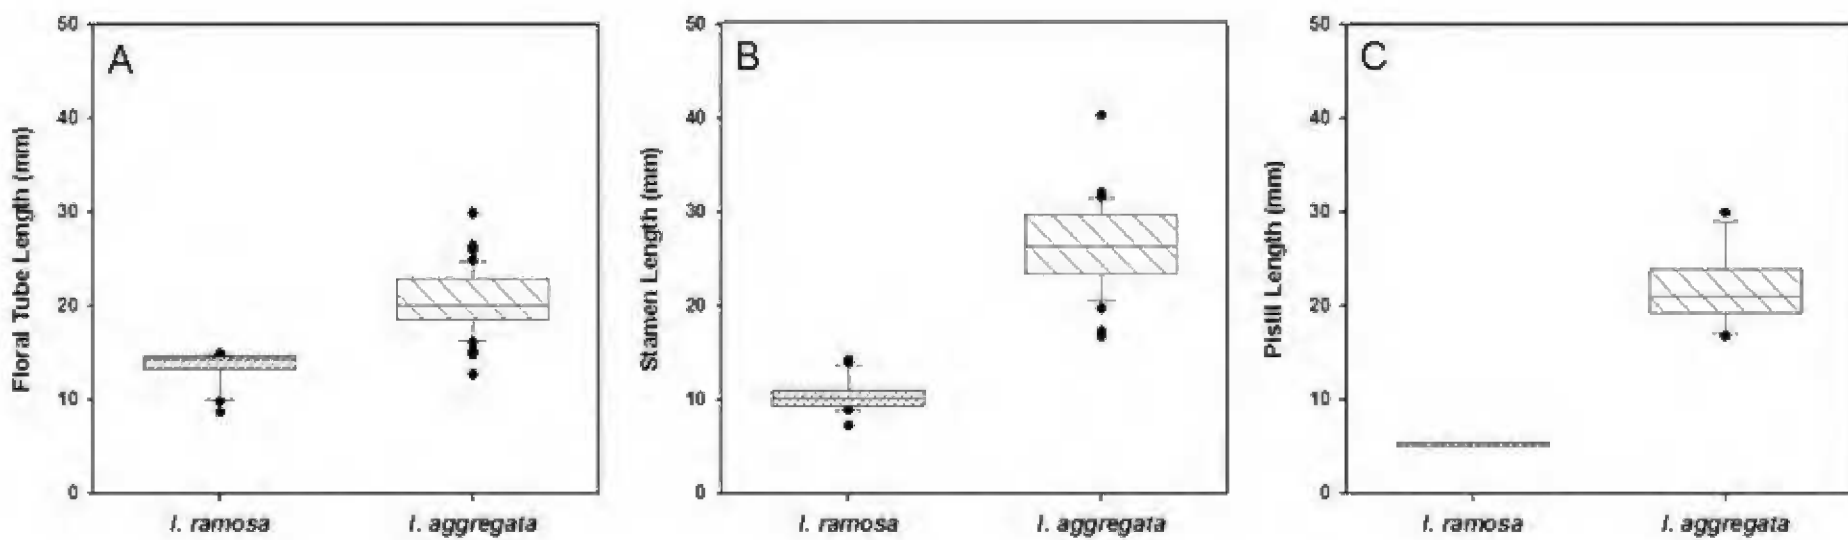 A
Floral Tube Length (mm)
50
40
30
20
10
0
I. ramosa
I. aggregata
B
Stamen Length (mm)
50
40
30
20
10
0
I. ramosa
I. aggregata
C
Pistil Length (mm)
50
40
30
20
10
0
I. ramosa
I. aggregata